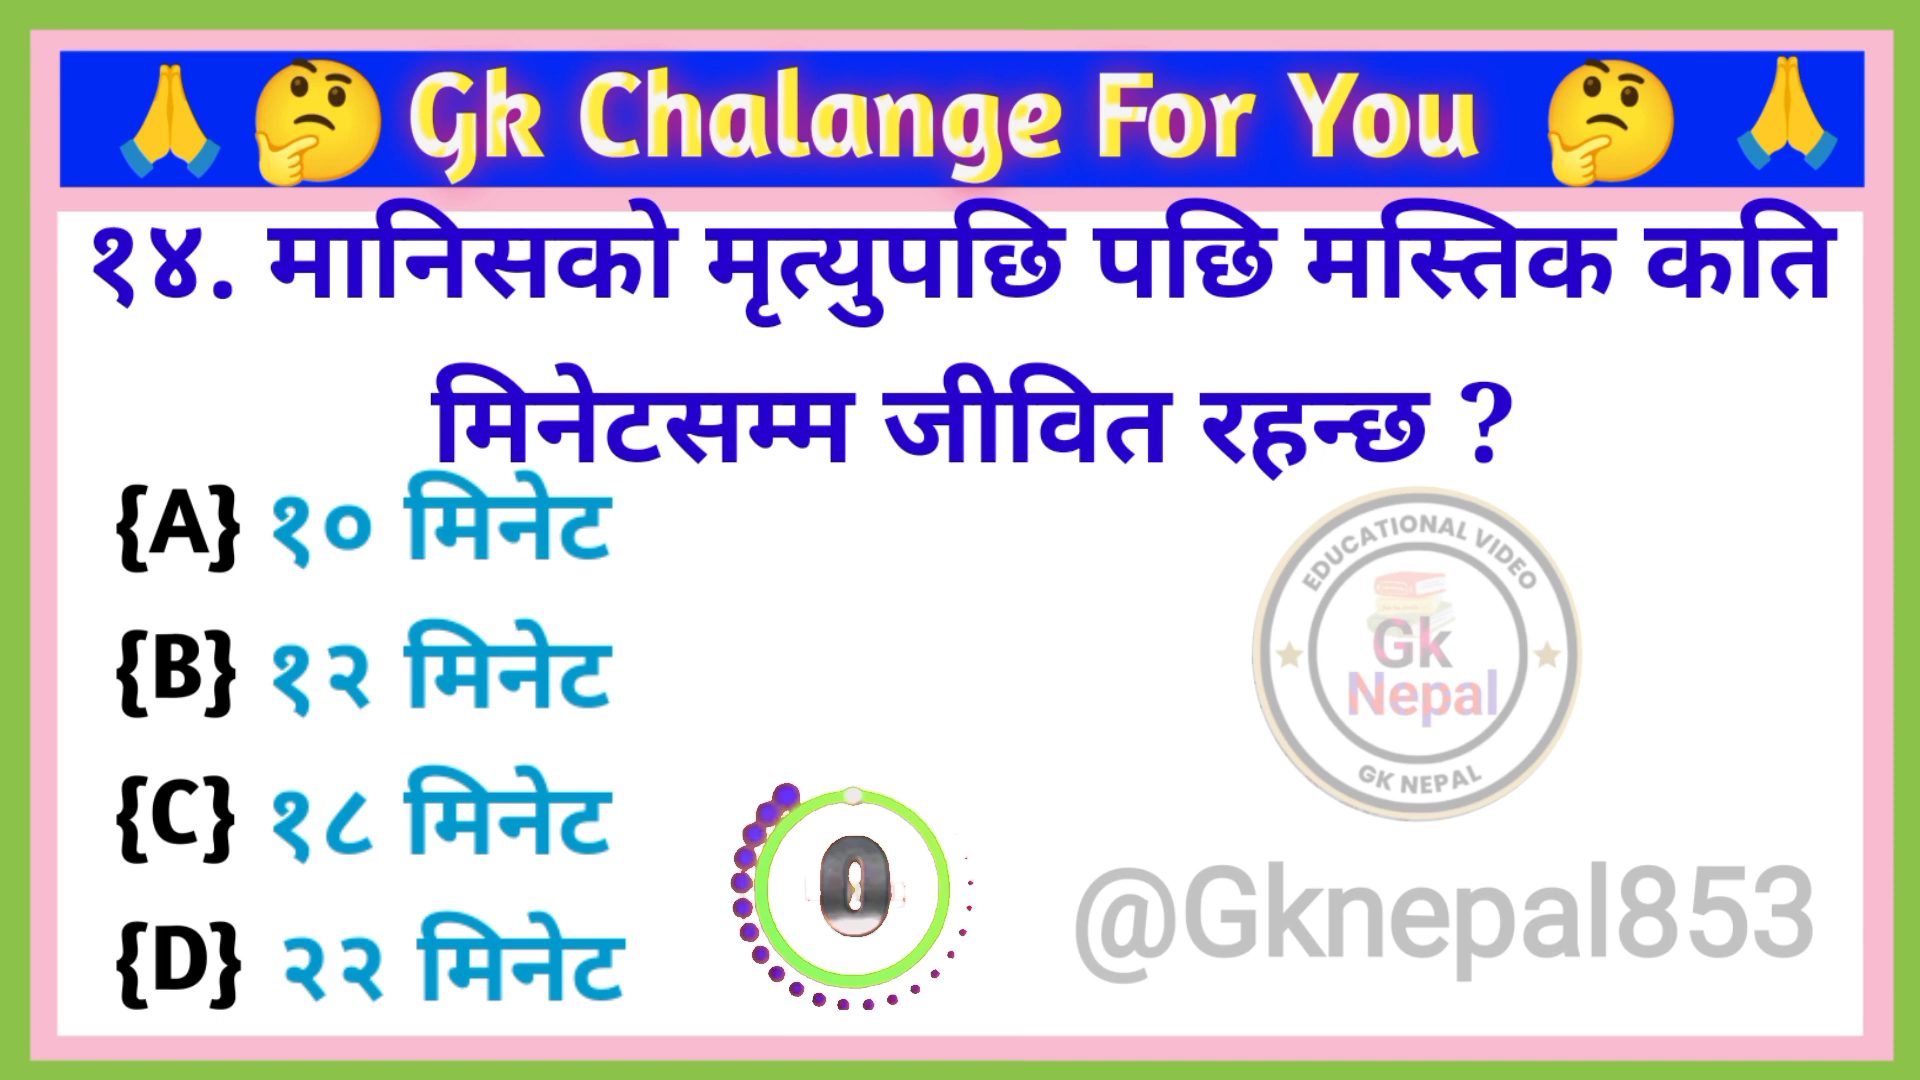 Gk Chalange For You
१४. मानिसको मृत्युपछि पछि मस्तिक कति
मिनेटसम्म जीवित रहन्छ ?
{A} १० मिनेट
{B} १२ मिनेट
{C} १८ मिनेट
{D} २२ मिनेट
0
EDUCATIONAL VIDEO
Gk
Nepal
GK NEPAL
@Gknepal853